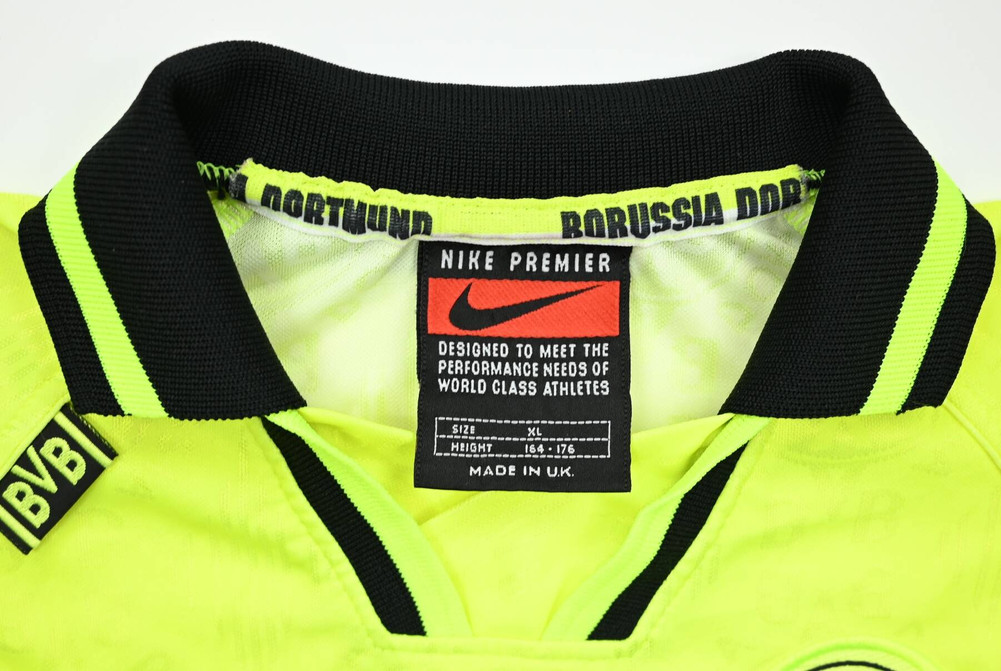 DORTMUND
BORUSSIA DOR
NIKE PREMIER
DESIGNED TO MEET THE
PERFORMANCE NEEDS OF
WORLD CLASS ATHLETES
SIZE XL
HEIGHT 164 - 176
MADE IN U.K.
BVB